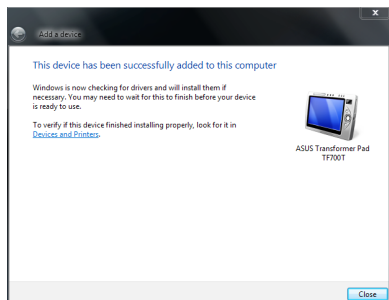 Add a device
This device has been successfully added to this computer
Windows is now checking for drivers and will install them if
necessary. You may need to wait for this to finish before your device
is ready to use.
To verify if this device finished installing properly, look for it in
Devices and Printers.
ASUS Transformer Pad
TF700T
Close